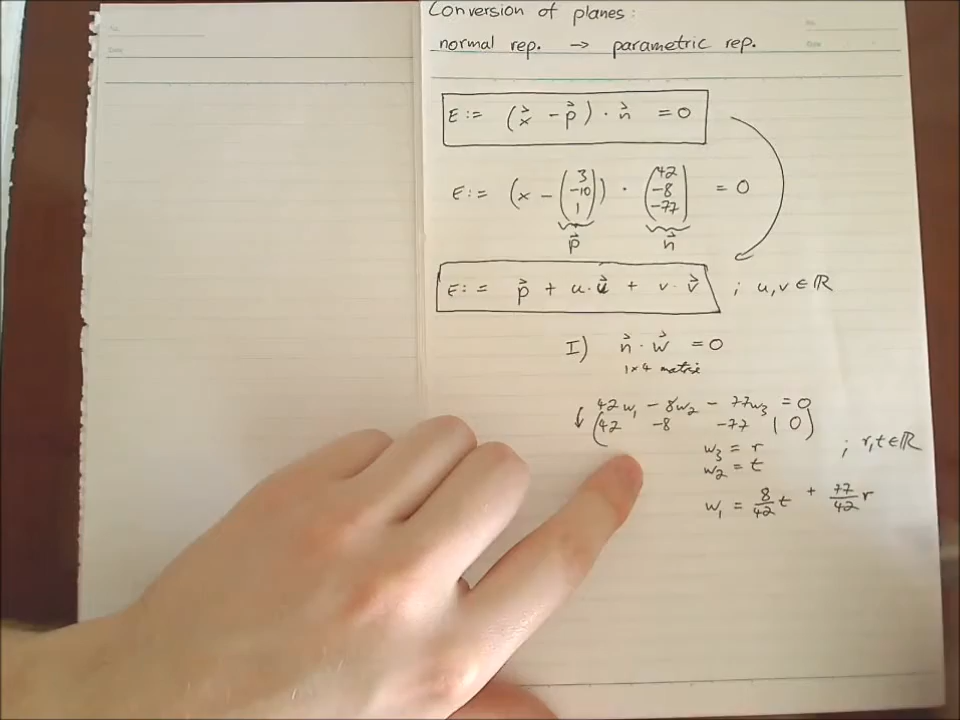 Conversion of planes:
normal rep. → parametric rep.
E:= (x⃗ - p⃗) · n⃗ = 0
E:= (x - (3 -10 1)) · (42 -8 -77) = 0
p⃗ n⃗
E:= p⃗ + u·u⃗ + v·v⃗ ; u,v ∈ ℝ
I) n⃗ · w⃗ = 0
1×4 matrix
42w₁ - 8w₂ - 77w₃ = 0
(42 -8 -77 | 0)
w₃ = r ; r,t ∈ ℝ
w₂ = t
w₁ = 8/42 t + 77/42 r